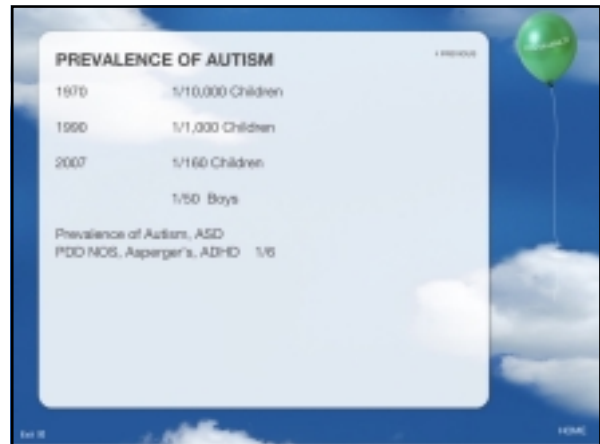 PREVALENCE OF AUTISM
1970 1/10,000 Children
1990 1/1,000 Children
2007 1/160 Children
1/50 Boys
Prevalence of Autism, ASD
PDD NOS, Asperger's, ADHD 1/6
HOME